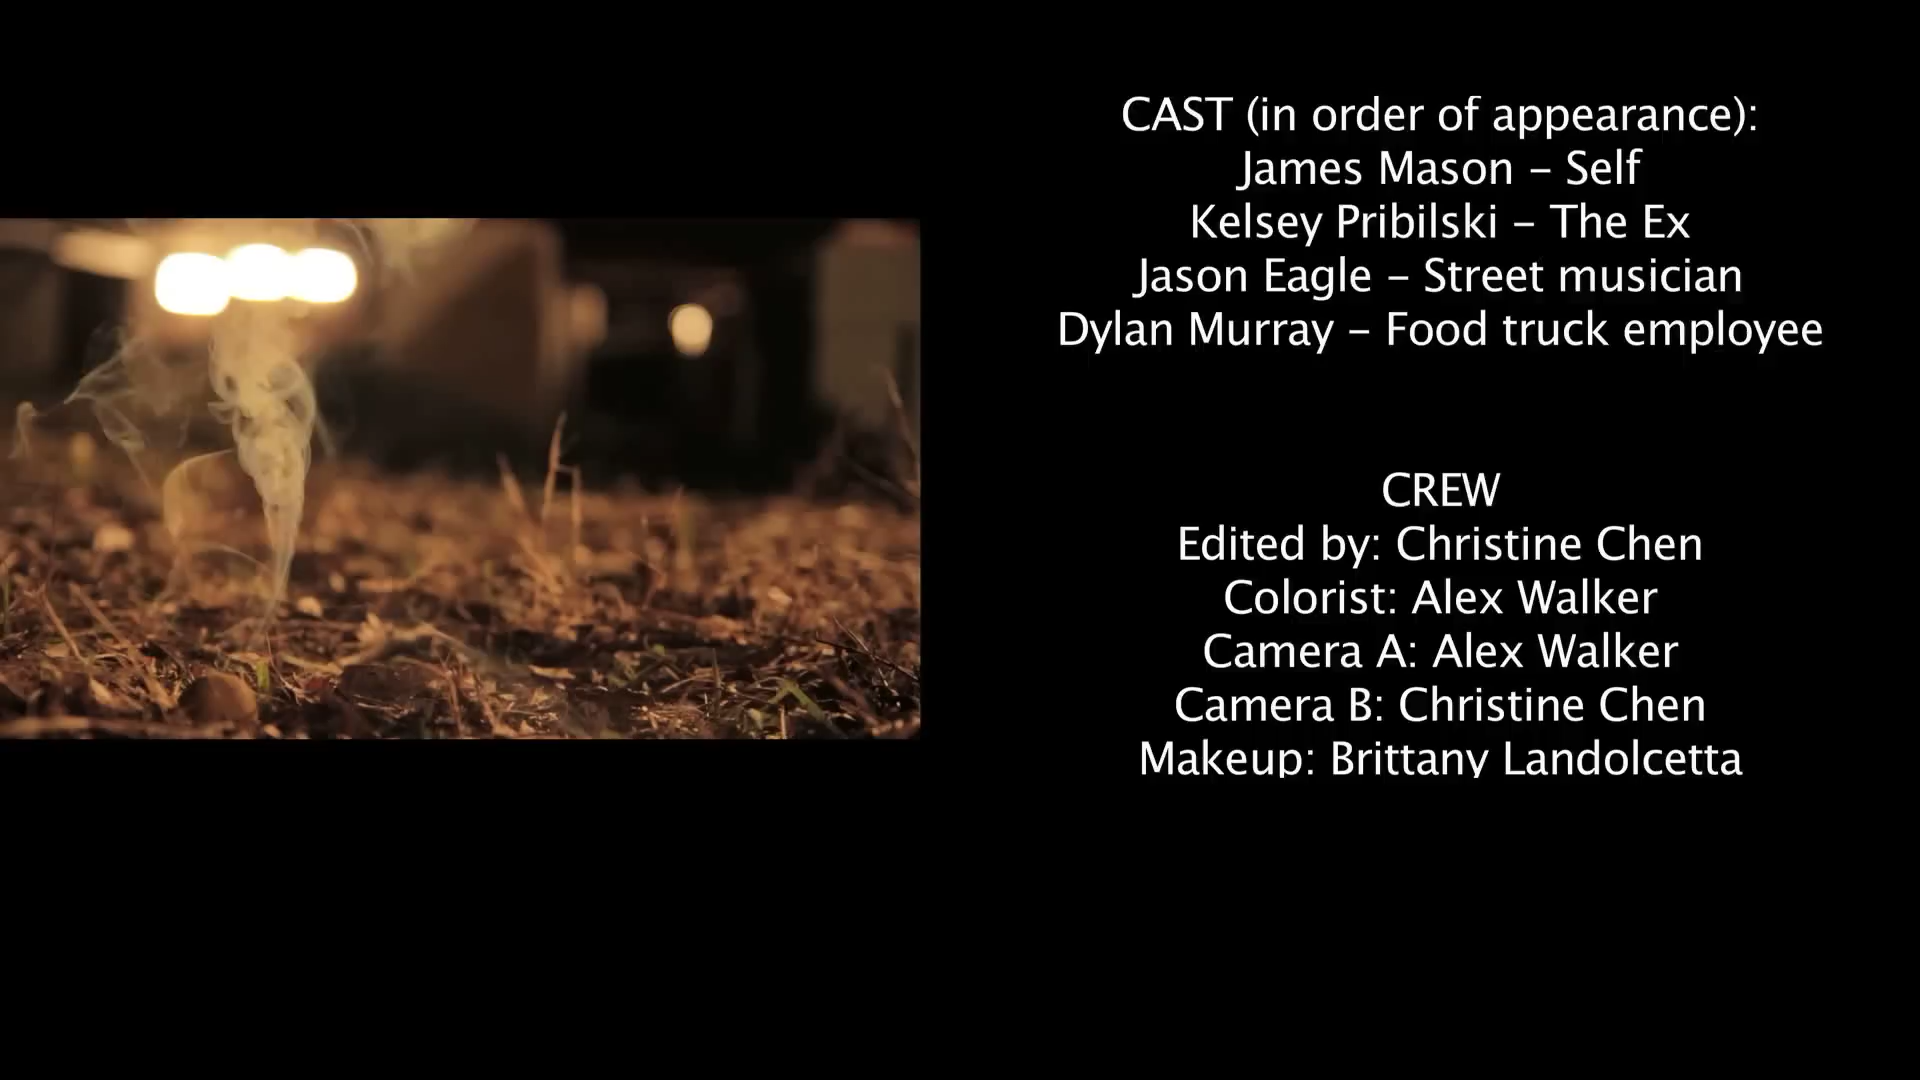 CAST (in order of appearance):
James Mason – Self
Kelsey Pribilski – The Ex
Jason Eagle – Street musician
Dylan Murray – Food truck employee
CREW
Edited by: Christine Chen
Colorist: Alex Walker
Camera A: Alex Walker
Camera B: Christine Chen
Makeup: Brittany Landolcetta